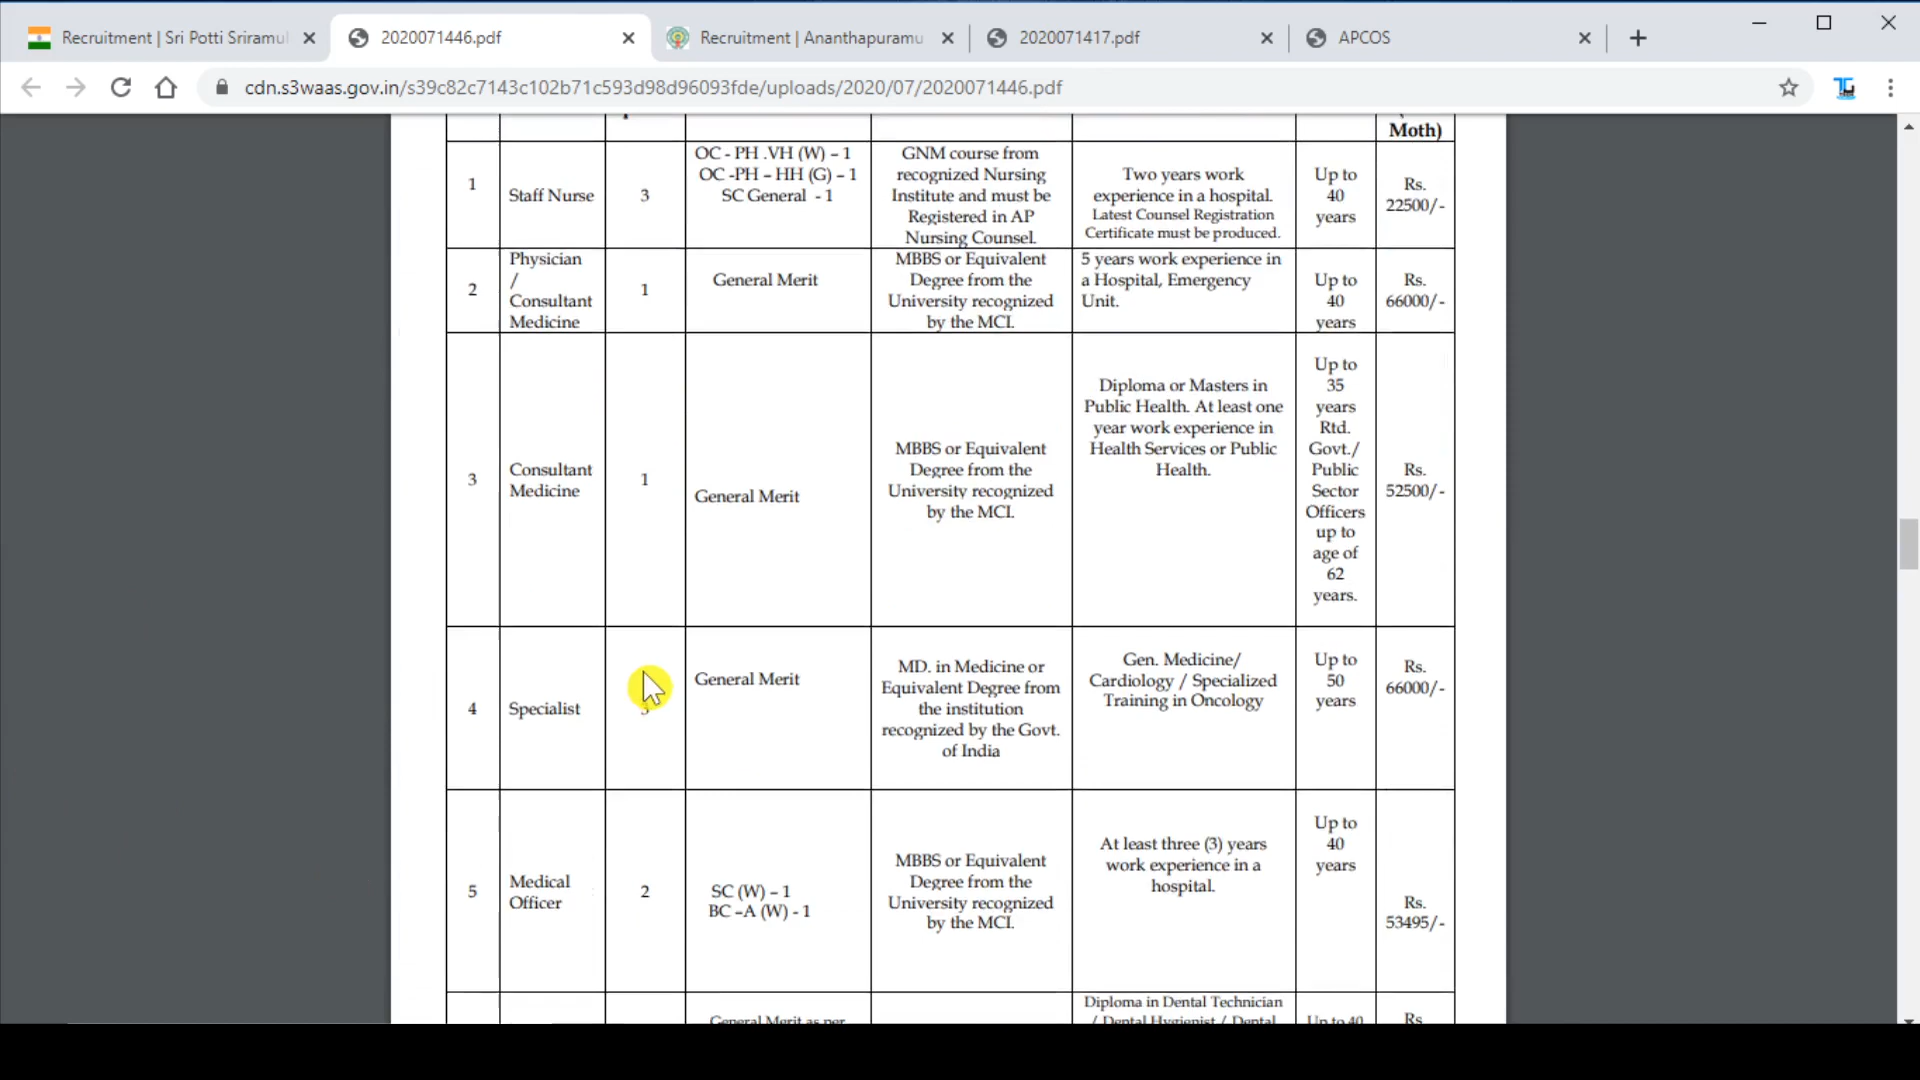 Recruitment | Sri Potti Sriramul
2020071446.pdf
Recruitment | Ananthapuramu
2020071417.pdf
APCOS
cdn.s3waas.gov.in/s39c82c7143c102b71c593d98d96093fde/uploads/2020/07/2020071446.pdf
Moth)
1
Staff Nurse
3
OC - PH .VH (W) – 1
OC -PH – HH (G) – 1
SC General - 1
GNM course from
recognized Nursing
Institute and must be
Registered in AP
Nursing Counsel.
Two years work
experience in a hospital.
Latest Counsel Registration
Certificate must be produced.
Up to
40
years
Rs.
22500/-
2
Physician
/
Consultant
Medicine
1
General Merit
MBBS or Equivalent
Degree from the
University recognized
by the MCI.
5 years work experience in
a Hospital, Emergency
Unit.
Up to
40
years
Rs.
66000/-
3
Consultant
Medicine
1
General Merit
MBBS or Equivalent
Degree from the
University recognized
by the MCI.
Diploma or Masters in
Public Health. At least one
year work experience in
Health Services or Public
Health.
Up to
35
years
Rtd.
Govt./
Public
Sector
Officers
up to
age of
62
years.
Rs.
52500/-
4
Specialist
General Merit
MD. in Medicine or
Equivalent Degree from
the institution
recognized by the Govt.
of India
Gen. Medicine/
Cardiology / Specialized
Training in Oncology
Up to
50
years
Rs.
66000/-
5
Medical
Officer
2
SC (W) – 1
BC –A (W) - 1
MBBS or Equivalent
Degree from the
University recognized
by the MCI.
At least three (3) years
work experience in a
hospital.
Up to
40
years
Rs.
53495/-
General Merit as per
Diploma in Dental Technician
/ Dental Hygienist / Dental
Up to 40
Rs